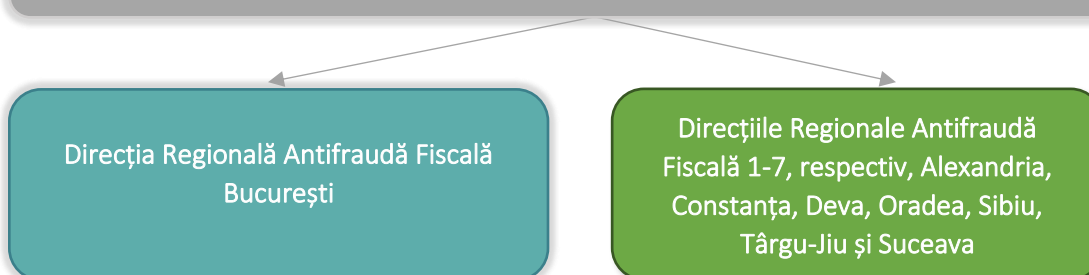 Direcția Regională Antifraudă Fiscală
București
Direcțiile Regionale Antifraudă
Fiscală 1-7, respectiv, Alexandria,
Constanța, Deva, Oradea, Sibiu,
Târgu-Jiu și Suceava